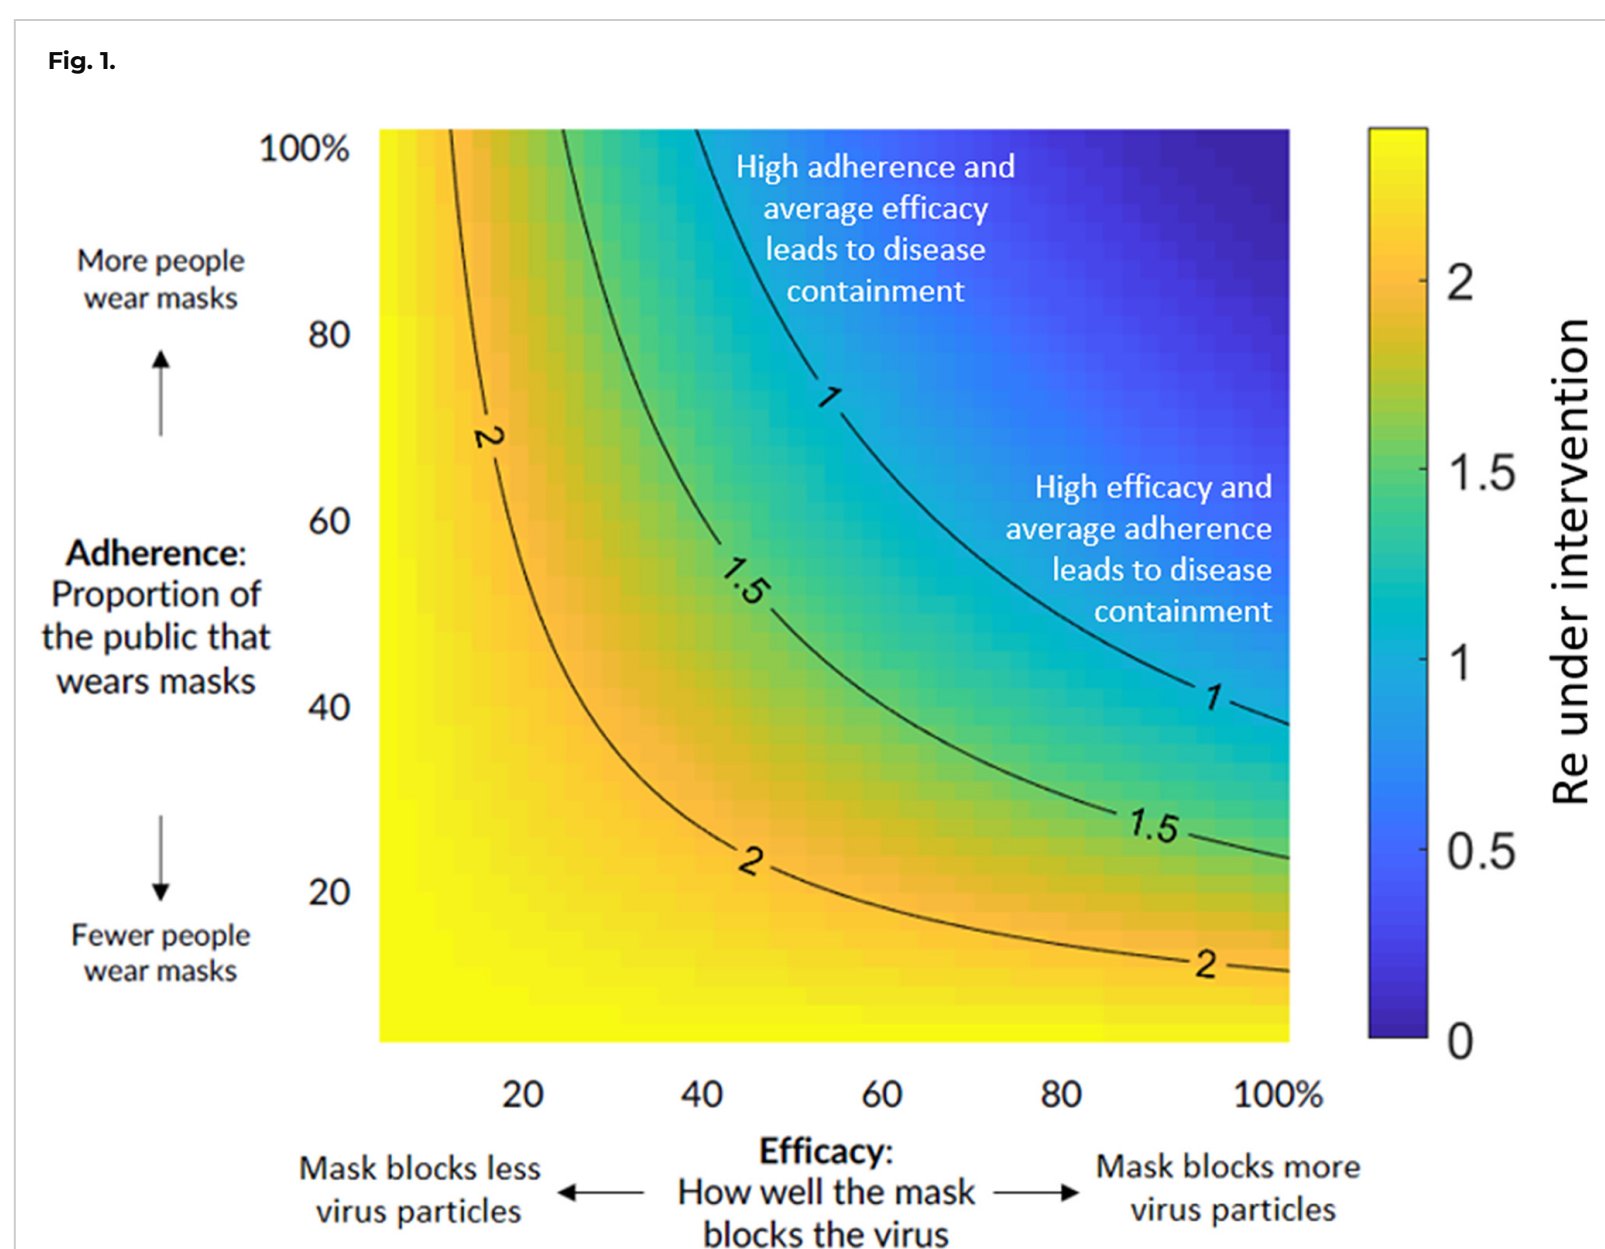 Fig. 1.
100%
80
60
40
20
More people
wear masks
Adherence:
Proportion of
the public that
wears masks
Fewer people
wear masks
High adherence and
average efficacy
leads to disease
containment
High efficacy and
average adherence
leads to disease
containment
2
2
2
1.5
1.5
1
1
2
1.5
1
0.5
0
Re under intervention
20
40
60
80
100%
Mask blocks less
virus particles
Efficacy:
How well the mask
blocks the virus
Mask blocks more
virus particles